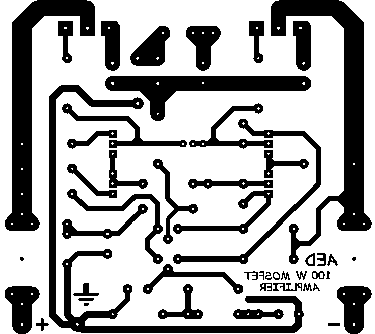 AED
100 W MOSFET
AMPLIFIER
+ −